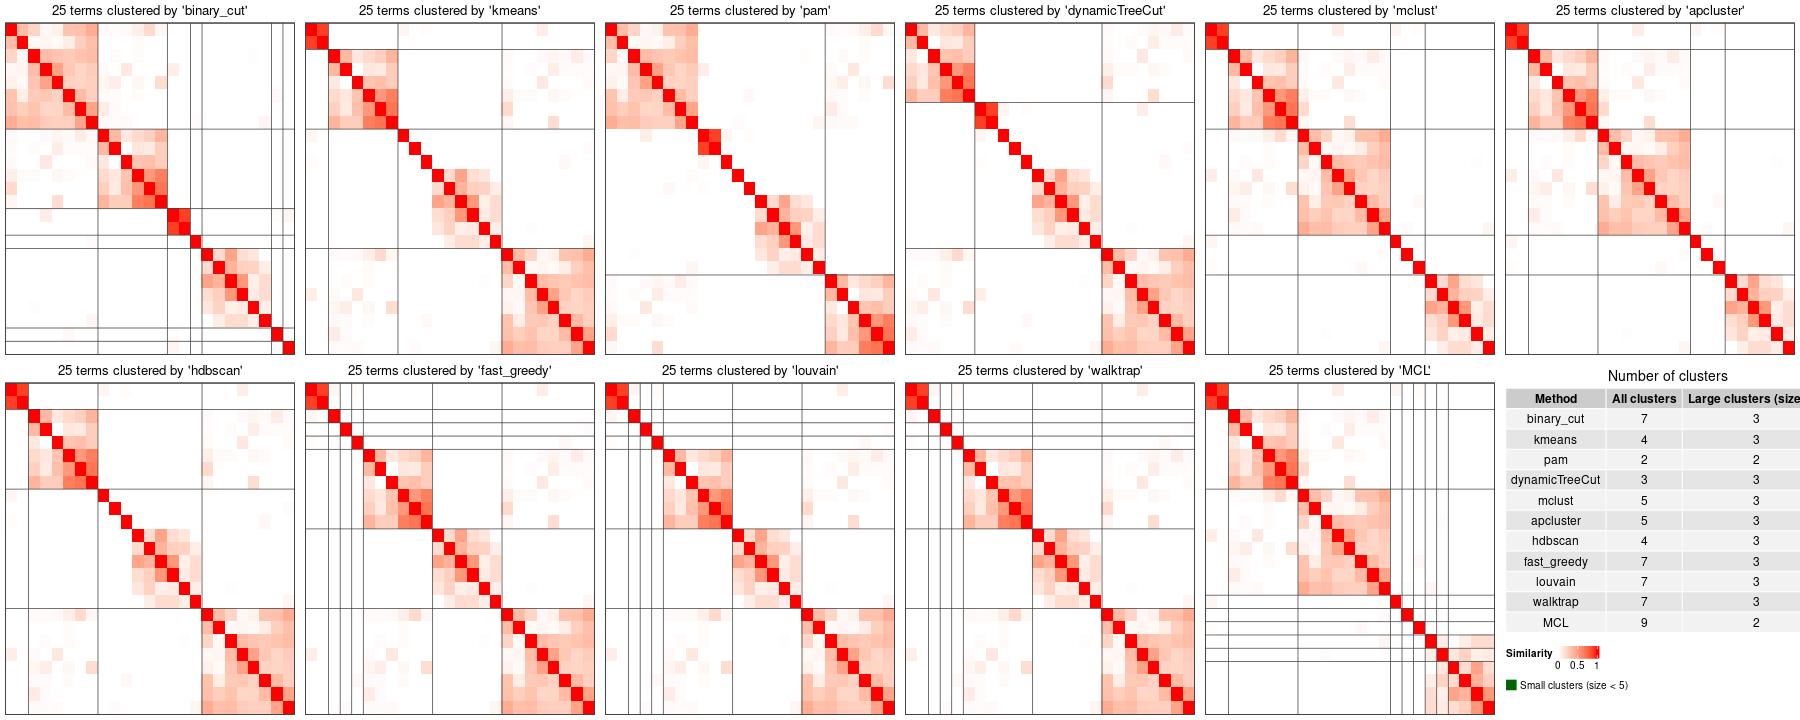 25 terms clustered by 'binary_cut'
25 terms clustered by 'kmeans'
25 terms clustered by 'pam'
25 terms clustered by 'dynamicTreeCut'
25 terms clustered by 'mclust'
25 terms clustered by 'apcluster'
25 terms clustered by 'hdbscan'
25 terms clustered by 'fast_greedy'
25 terms clustered by 'louvain'
25 terms clustered by 'walktrap'
25 terms clustered by 'MCL'
Number of clusters
Method All clusters Large clusters (size
binary_cut 7 3
kmeans 4 3
pam 2 2
dynamicTreeCut 3 3
mclust 5 3
apcluster 5 3
hdbscan 4 3
fast_greedy 7 3
louvain 7 3
walktrap 7 3
MCL 9 2
Similarity
0 0.5 1
Small clusters (size < 5)